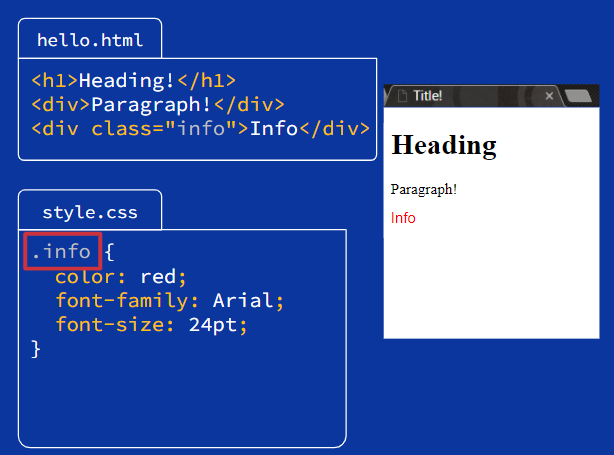 hello.html
<h1>Heading!</h1>
<div>Paragraph!</div>
<div class="info">Info</div>
style.css
.info {
color: red;
font-family: Arial;
font-size: 24pt;
}
Title!
Heading
Paragraph!
Info